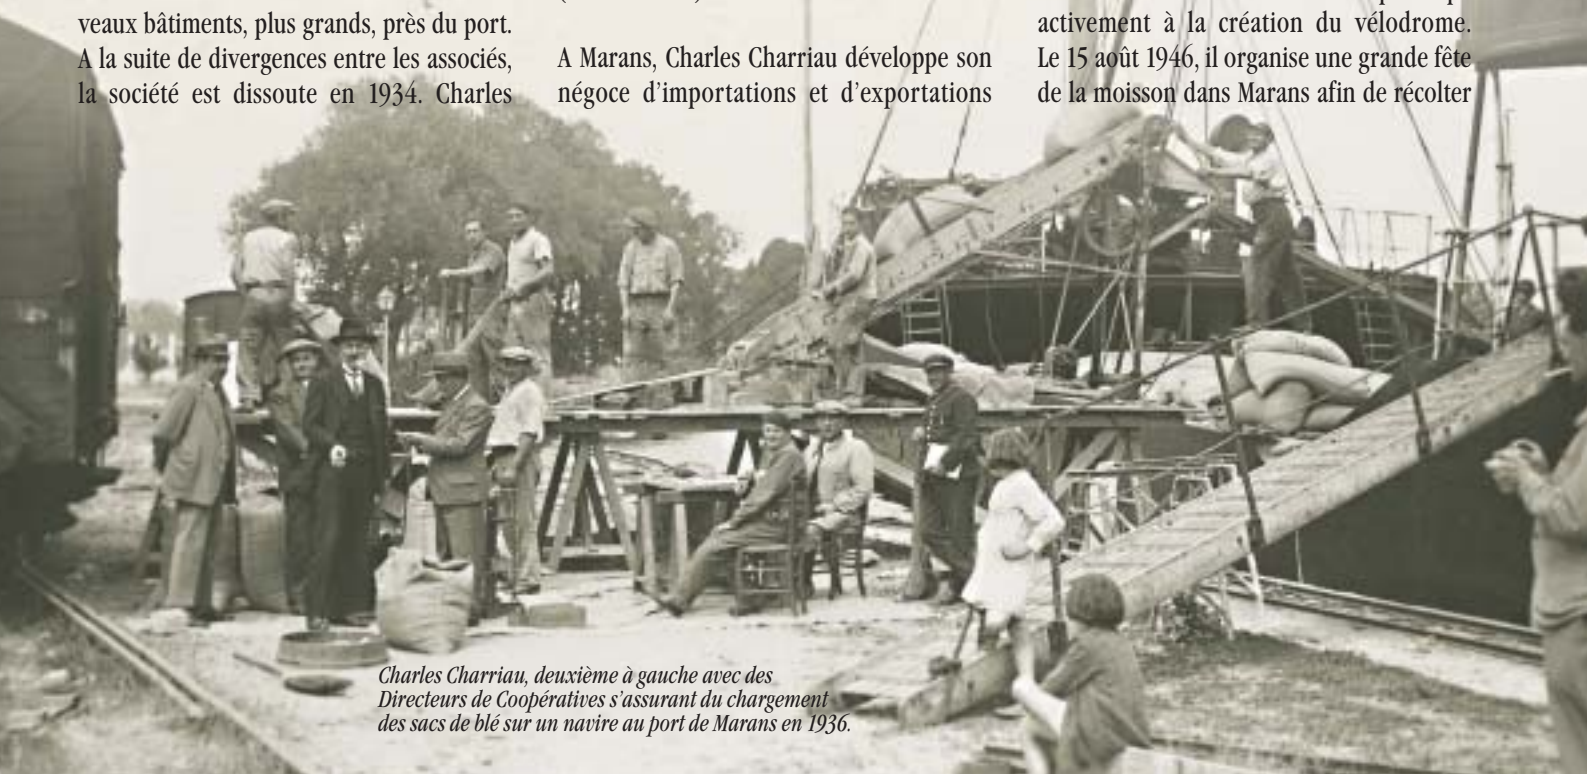 veaux bâtiments, plus grands, près du port.
A la suite de divergences entre les associés,
la société est dissoute en 1934. Charles
A Marans, Charles Charriau développe son
négoce d'importations et d'exportations
activement à la création du vélodrome.
Le 15 août 1946, il organise une grande fête
de la moisson dans Marans afin de récolter
Charles Charriau, deuxième à gauche avec des
Directeurs de Coopératives s'assurant du chargement
des sacs de blé sur un navire au port de Marans en 1936.